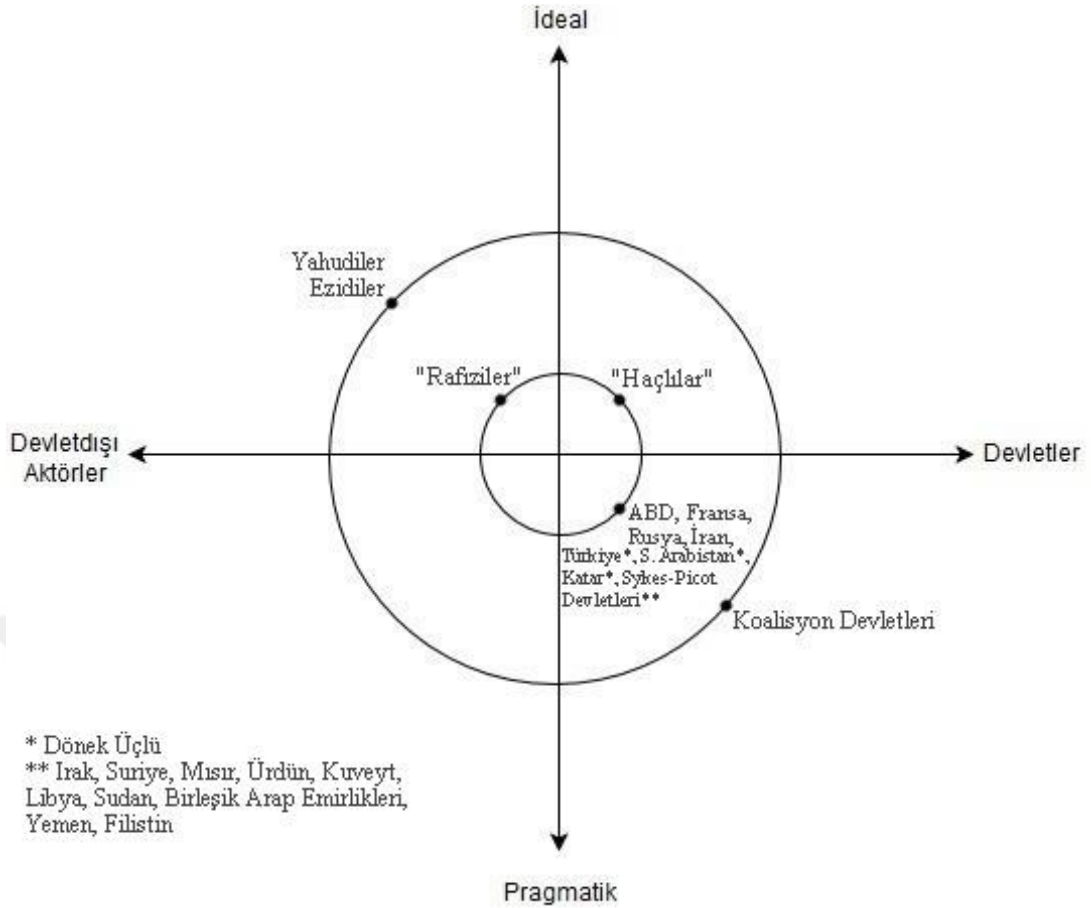 İdeal
Yahudiler
Ezidiler
"Rafıziler"
"Haçlılar"
Devletdışı
Aktörler
Devletler
ABD, Fransa,
Rusya, İran,
Türkiye*, S. Arabistan*,
Katar*, Sykes-Picot
Devletleri**
Koalisyon Devletleri
* Dönek Üçlü
** Irak, Suriye, Mısır, Ürdün, Kuveyt,
Libya, Sudan, Birleşik Arap Emirlikleri,
Yemen, Filistin
Pragmatik